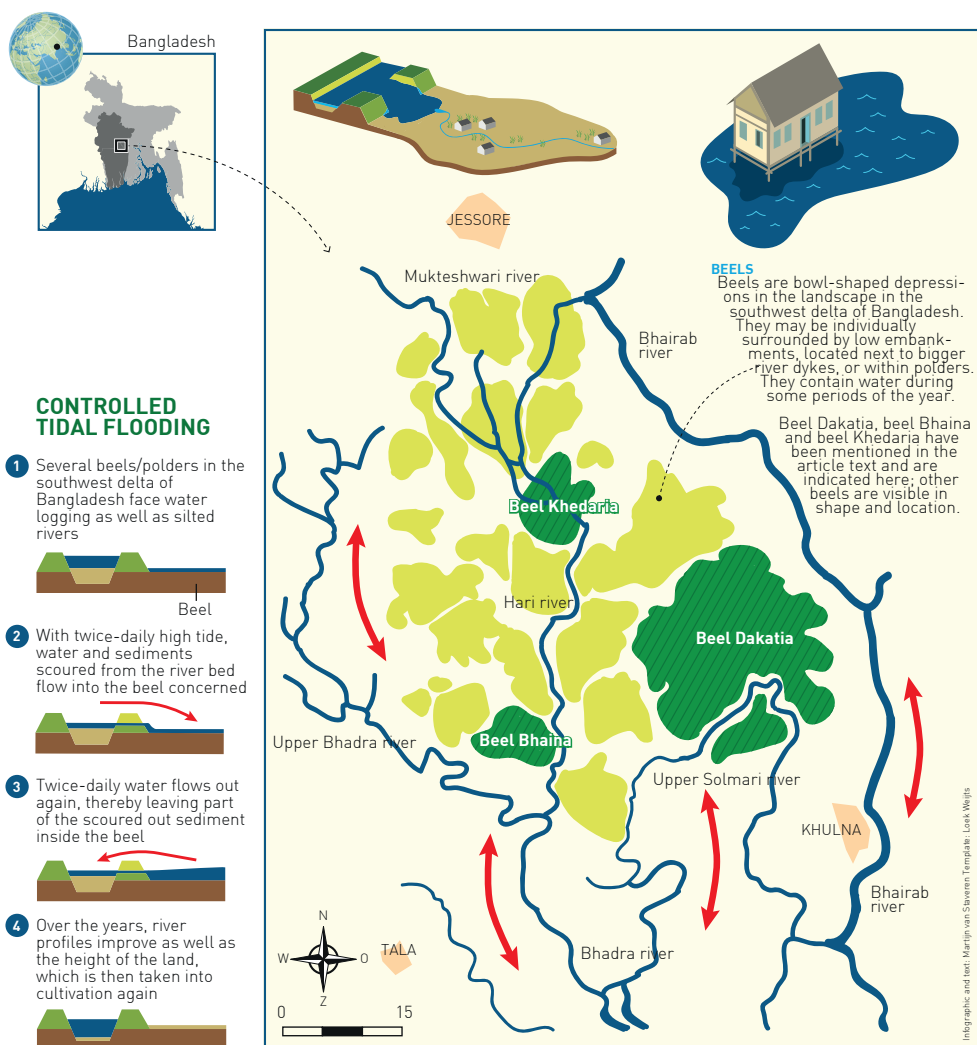 Bangladesh
JESSORE
Mukteshwari river
Bhairab
river
BEELS
Beels are bowl-shaped depressi-
ons in the landscape in the
southwest delta of Bangladesh.
They may be individually
surrounded by low embank-
ments, located next to bigger
river dykes, or within polders.
They contain water during
some periods of the year.
Beel Dakatia, beel Bhaina
and beel Khedaria have
been mentioned in the
article text and are
indicated here; other
beels are visible in
shape and location.
CONTROLLED
TIDAL FLOODING
1 Several beels/polders in the
southwest delta of
Bangladesh face water
logging as well as silted
rivers
Beel
2 With twice-daily high tide,
water and sediments
scoured from the river bed
flow into the beel concerned
3 Twice-daily water flows out
again, thereby leaving part
of the scoured out sediment
inside the beel
4 Over the years, river
profiles improve as well as
the height of the land,
which is then taken into
cultivation again
Beel Khedaria
Hari river
Beel Dakatia
Upper Bhadra river
Beel Bhaina
Upper Solmari river
KHULNA
Bhairab
river
Bhadra river
TALA
N
W
O
Z
0 15
Infographic and text: Martijn van Staveren Template: Loek Weijts